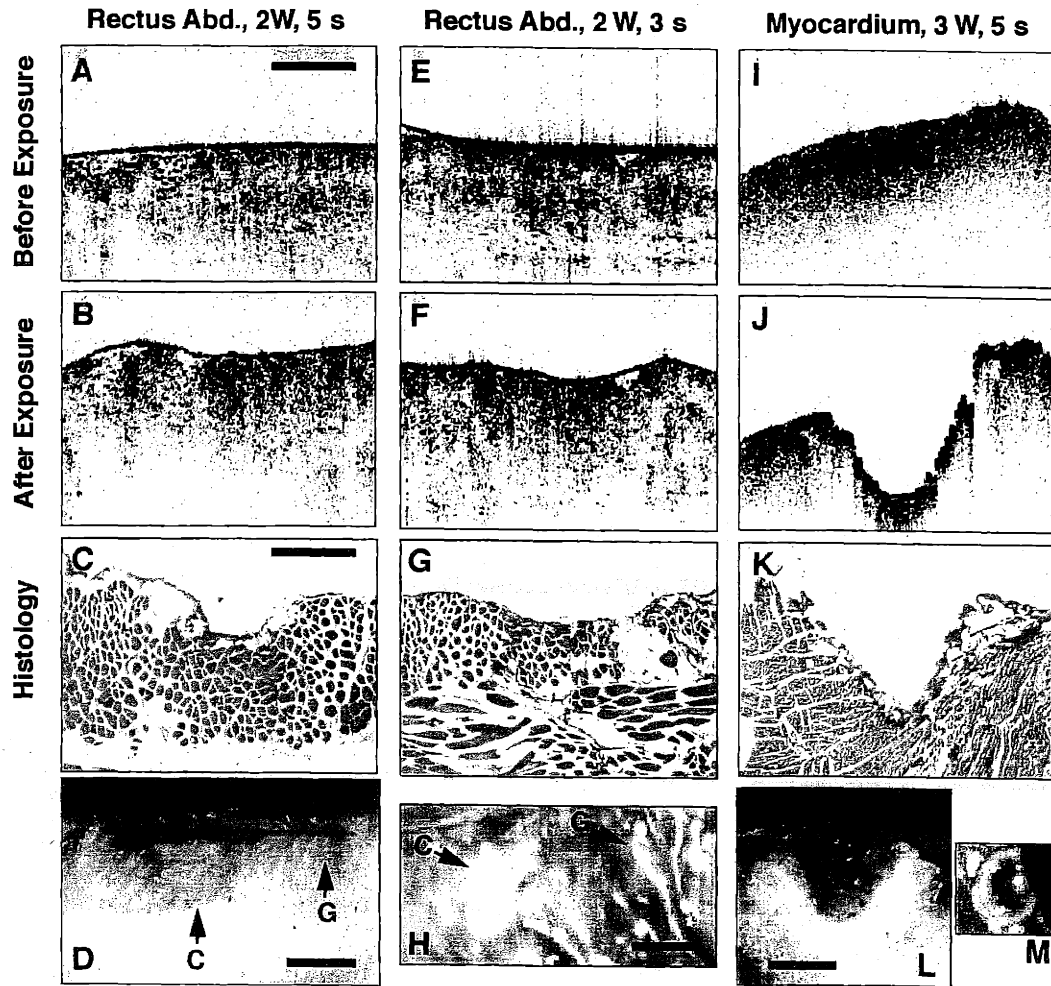 Rectus Abd., 2W, 5 s
Rectus Abd., 2 W, 3 s
Myocardium, 3 W, 5 s
Before Exposure
A
E
I
After Exposure
B
F
J
Histology
C
G
K
D
C
G
H
C
G
L
M